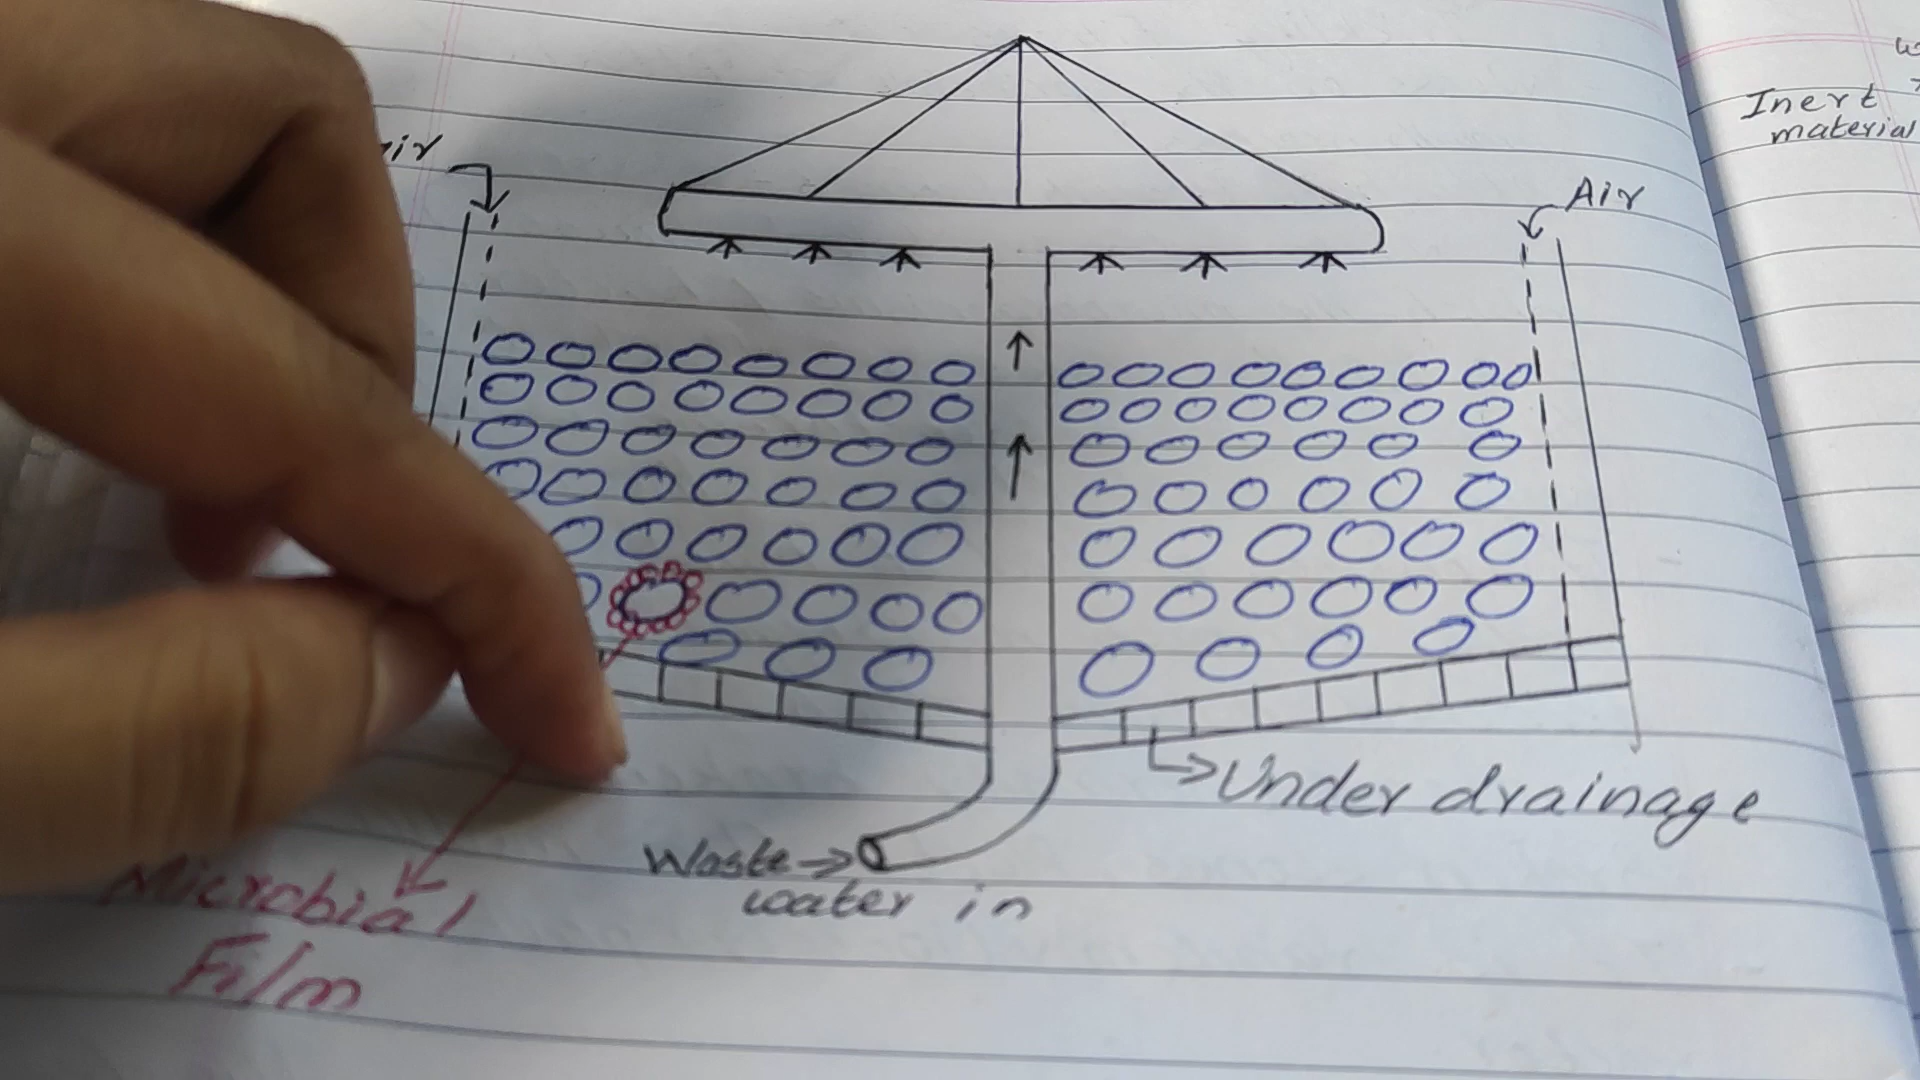 Inert
material
Air
Under drainage
Waste
water in
Microbial
Film